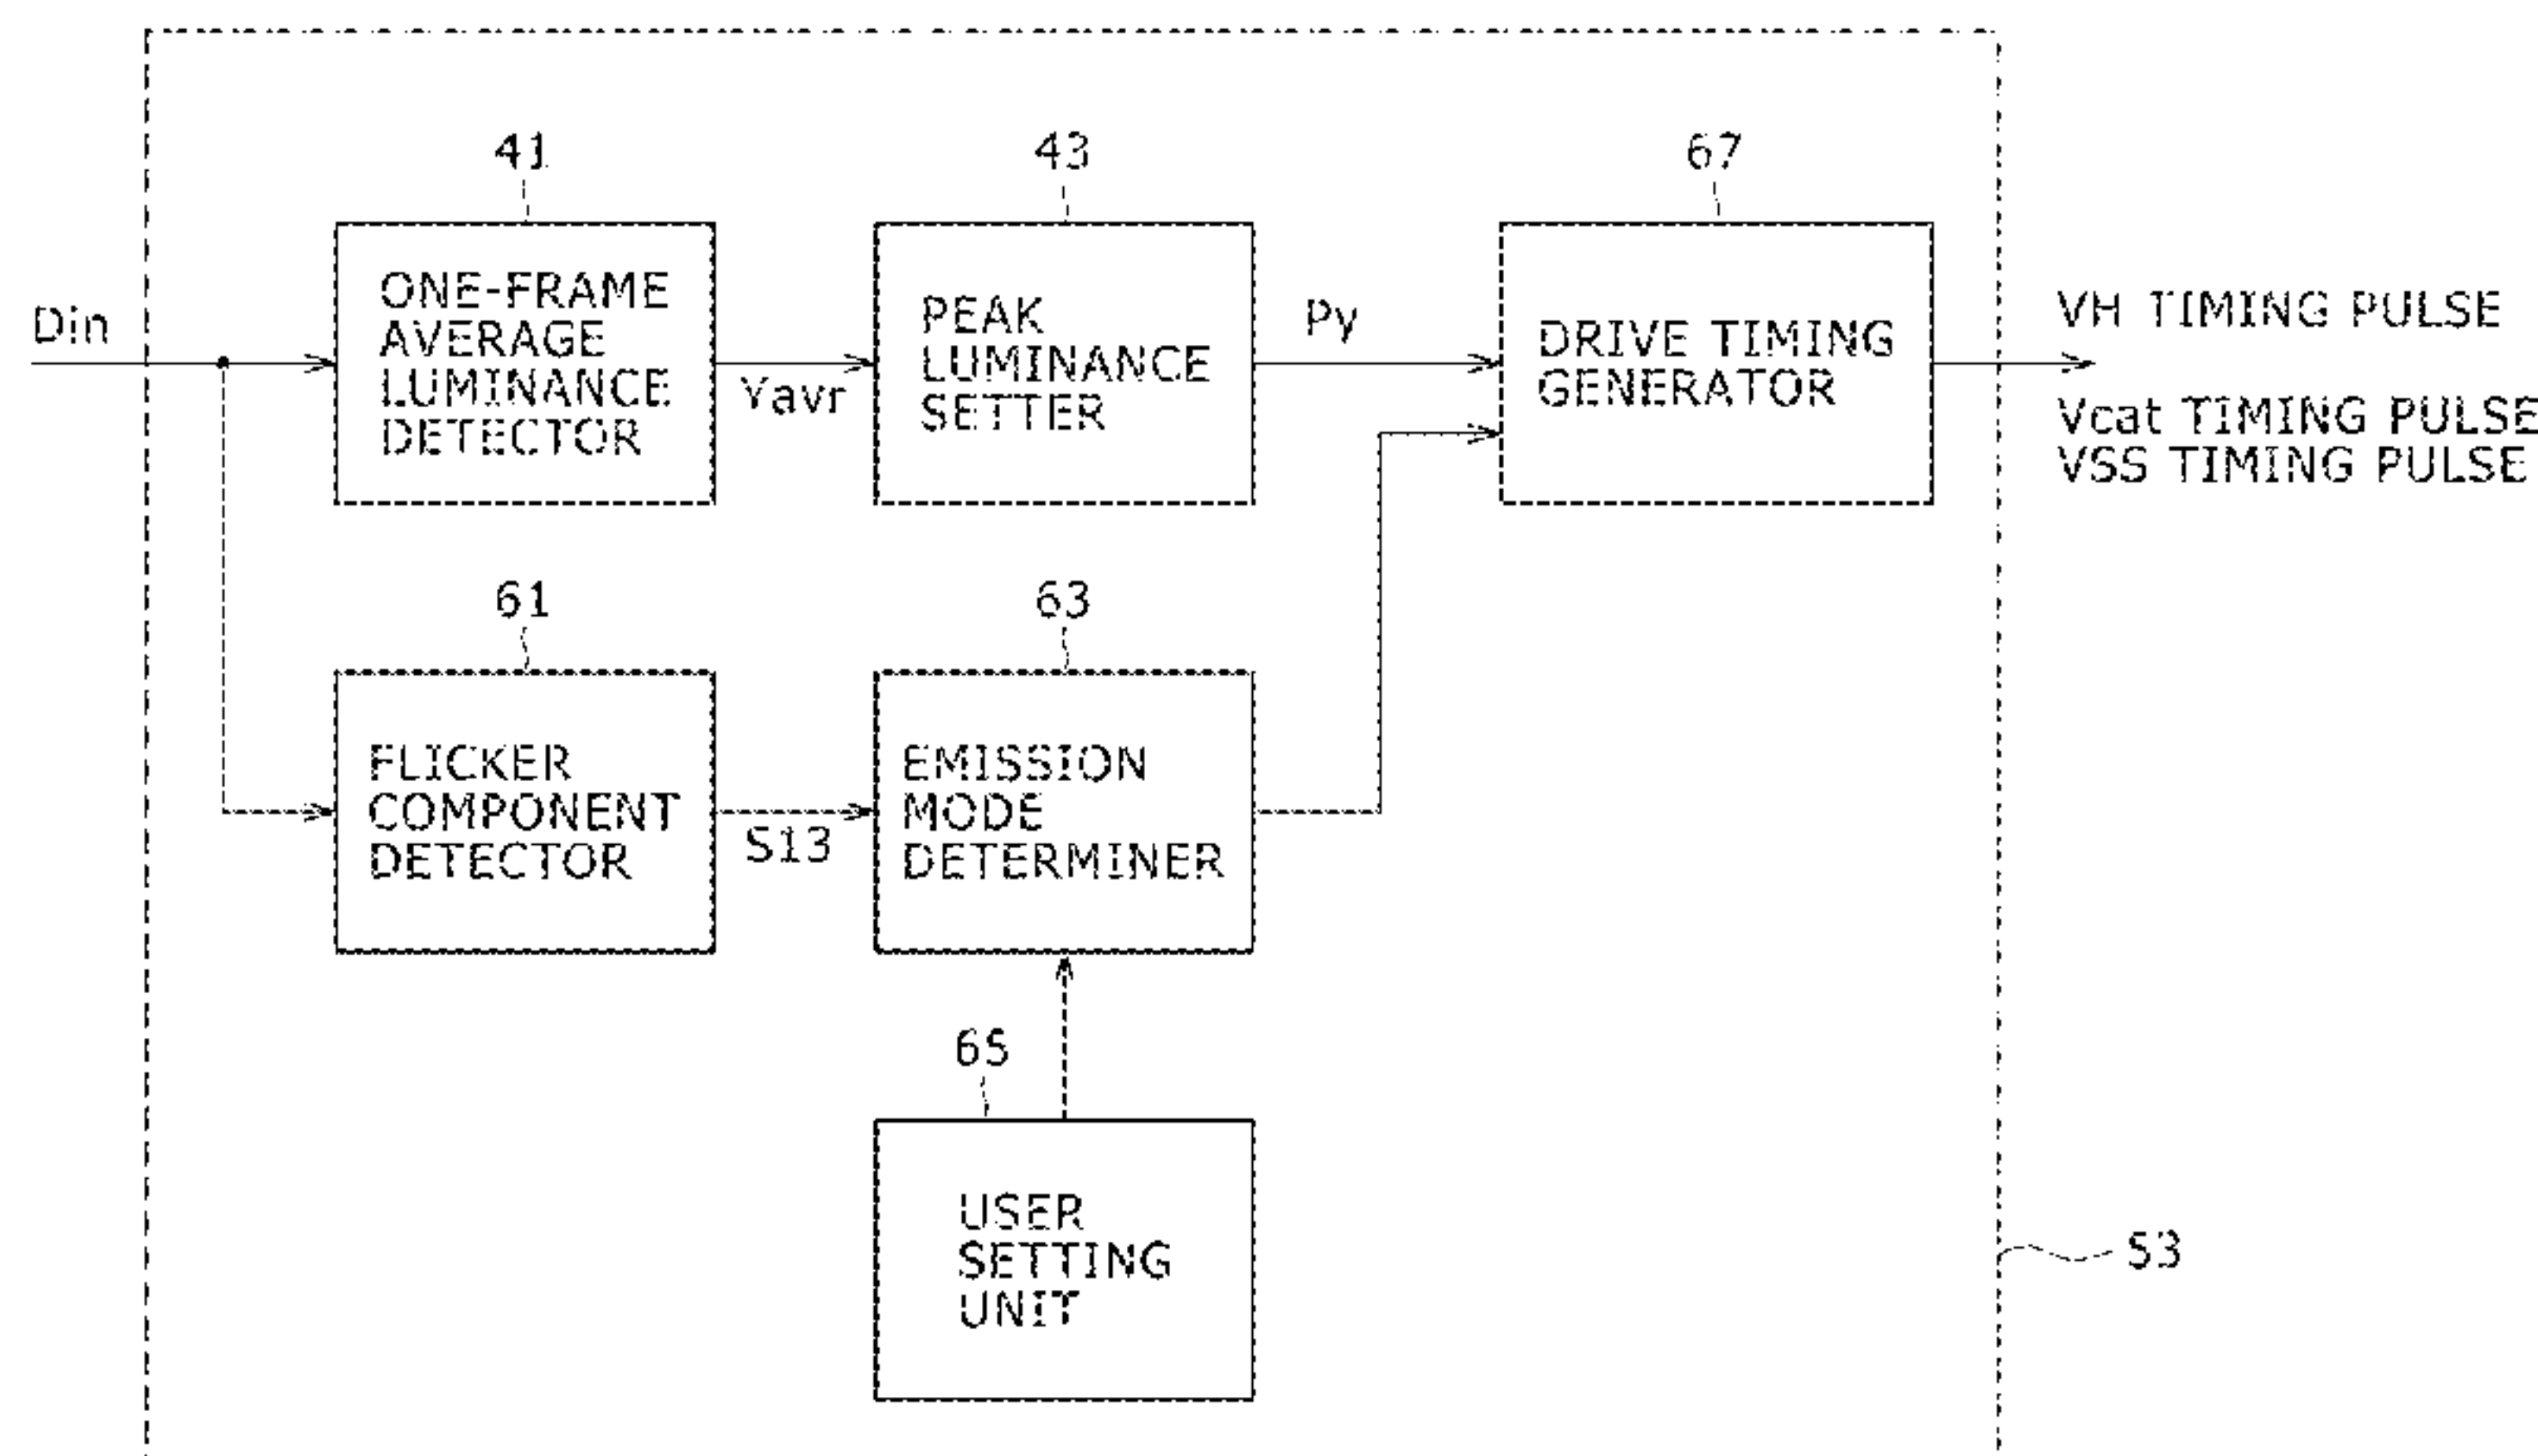 41
43
67
Din
ONE-FRAME
AVERAGE
LUMINANCE
DETECTOR
Yavr
PEAK
LUMINANCE
SETTER
Py
DRIVE TIMING
GENERATOR
VH TIMING PULSE
Vcat TIMING PULSE
VSS TIMING PULSE
61
63
FLICKER
COMPONENT
DETECTOR
S13
EMISSION
MODE
DETERMINER
65
USER
SETTING
UNIT
53